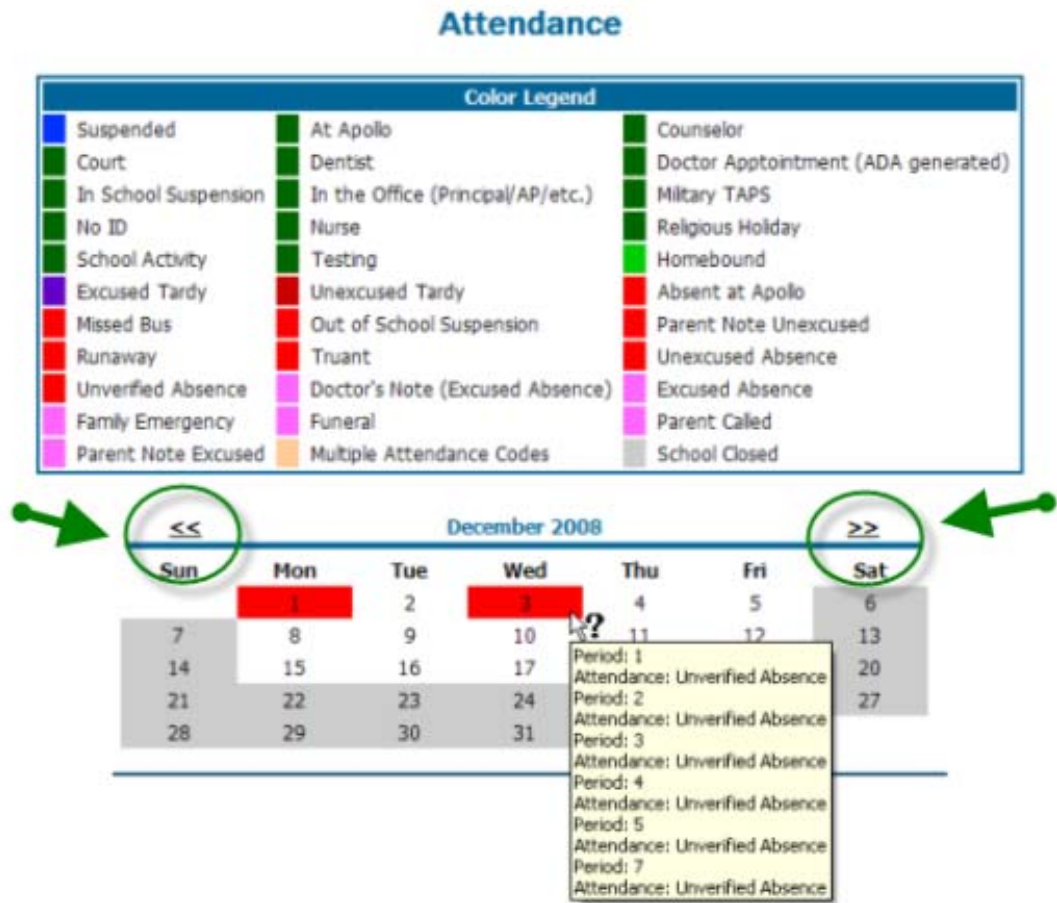 Attendance
Color Legend
Suspended At Apollo Counselor
Court Dentist Doctor Apptointment (ADA generated)
In School Suspension In the Office (Principal/AP/etc.) Military TAPS
No ID Nurse Religious Holiday
School Activity Testing Homebound
Excused Tardy Unexcused Tardy Absent at Apollo
Missed Bus Out of School Suspension Parent Note Unexcused
Runaway Truant Unexcused Absence
Unverified Absence Doctor's Note (Excused Absence) Excused Absence
Family Emergency Funeral Parent Called
Parent Note Excused Multiple Attendance Codes School Closed
<< December 2008 >>
Sun Mon Tue Wed Thu Fri Sat
1 2 3 4 5 6
7 8 9 10 11 12 13
14 15 16 17 20
21 22 23 24 27
28 29 30 31
?
Period: 1
Attendance: Unverified Absence
Period: 2
Attendance: Unverified Absence
Period: 3
Attendance: Unverified Absence
Period: 4
Attendance: Unverified Absence
Period: 5
Attendance: Unverified Absence
Period: 7
Attendance: Unverified Absence